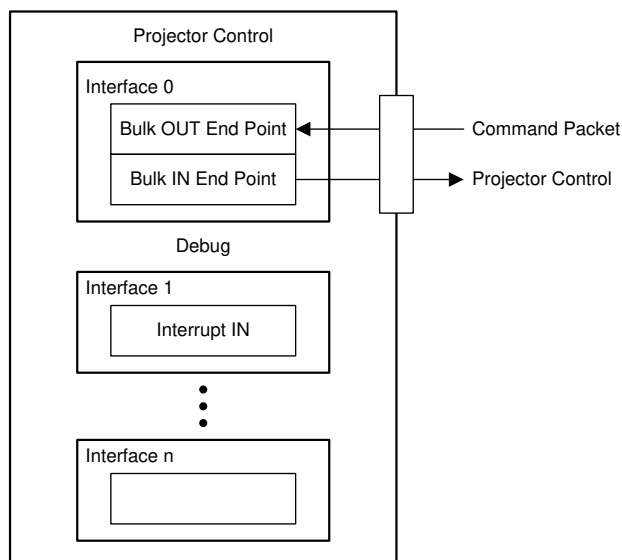 Projector Control
Interface 0
Bulk OUT End Point
Command Packet
Bulk IN End Point
Projector Control
Debug
Interface 1
Interrupt IN
Interface n